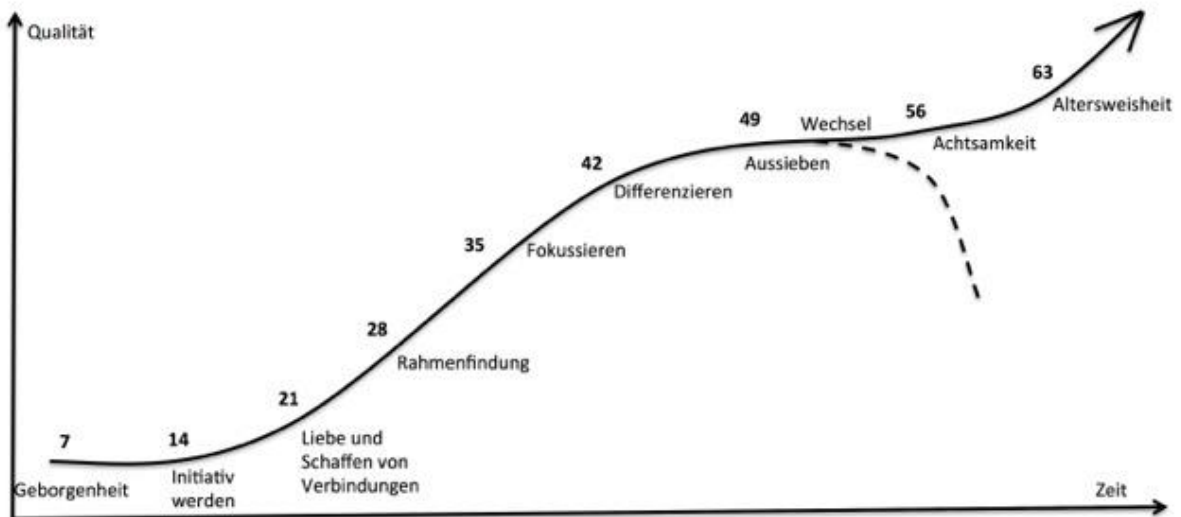 Qualität
7
Geborgenheit
14
Initiativ
werden
21
Liebe und
Schaffen von
Verbindungen
28
Rahmenfindung
35
Fokussieren
42
Differenzieren
49
Aussieben
Wechsel
56
Achtsamkeit
63
Altersweisheit
Zeit